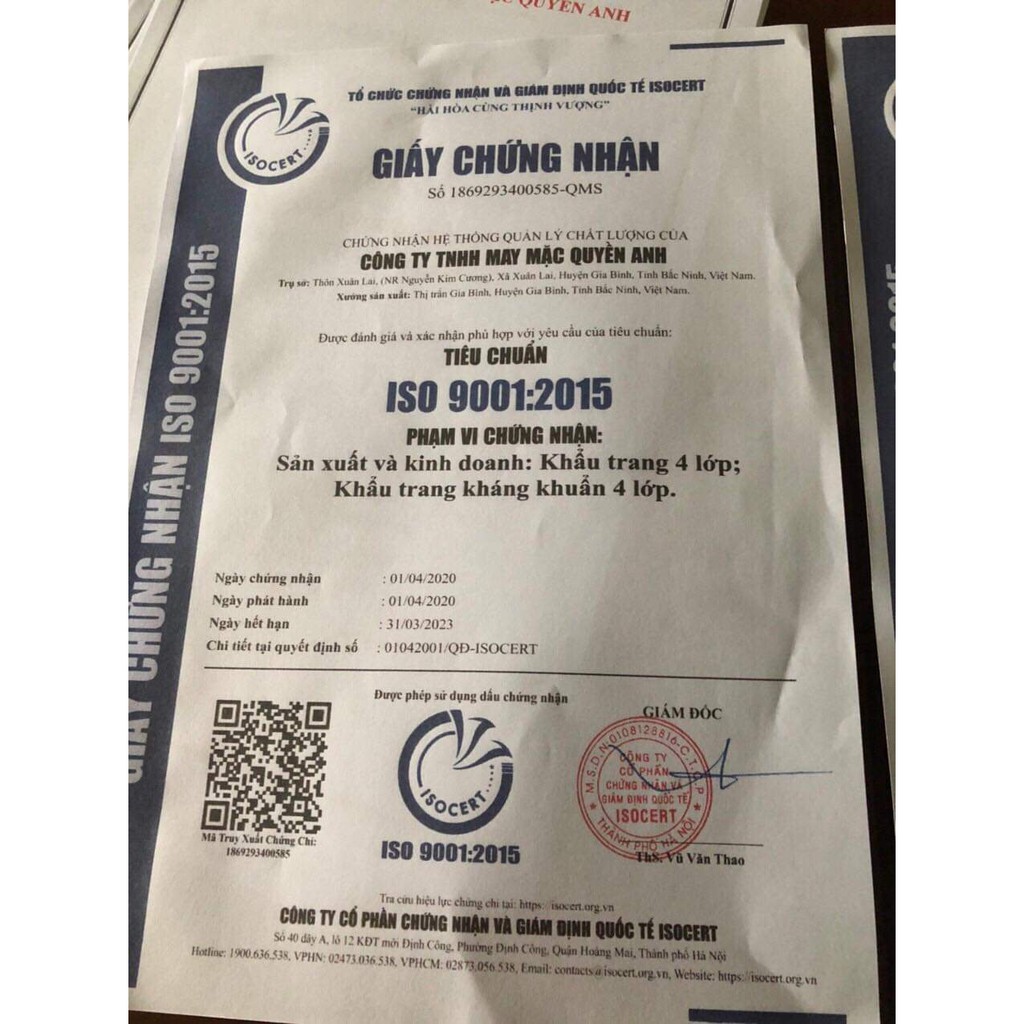 QUYỀN ANH
TỔ CHỨC CHỨNG NHẬN VÀ GIÁM ĐỊNH QUỐC TẾ ISOCERT
“HÀI HÒA CÙNG THỊNH VƯỢNG”
ISOCERT
GIẤY CHỨNG NHẬN
Số 1869293400585-QMS
CHỨNG NHẬN HỆ THỐNG QUẢN LÝ CHẤT LƯỢNG CỦA
CÔNG TY TNHH MAY MẶC QUYỀN ANH
Trụ sở: Thôn Xuân Lai, (NR Nguyễn Kim Cương), Xã Xuân Lai, Huyện Gia Bình, Tỉnh Bắc Ninh, Việt Nam.
Xưởng sản xuất: Thị trấn Gia Bình, Huyện Gia Bình, Tỉnh Bắc Ninh, Việt Nam.
Được đánh giá và xác nhận phù hợp với yêu cầu của tiêu chuẩn:
TIÊU CHUẨN
ISO 9001:2015
PHẠM VI CHỨNG NHẬN:
Sản xuất và kinh doanh: Khẩu trang 4 lớp;
Khẩu trang kháng khuẩn 4 lớp.
GIẤY CHỨNG NHẬN ISO 9001:2015
Ngày chứng nhận : 01/04/2020
Ngày phát hành : 01/04/2020
Ngày hết hạn : 31/03/2023
Chi tiết tại quyết định số : 01042001/QĐ-ISOCERT
Được phép sử dụng dấu chứng nhận
ISOCERT
ISO 9001:2015
Mã Truy Xuất Chứng Chỉ:
1869293400585
GIÁM ĐỐC
M.S.D.N:0108128816-C.T.C.P
CÔNG TY
CỔ PHẦN
CHỨNG NHẬN VÀ
GIÁM ĐỊNH QUỐC TẾ
ISOCERT
THÀNH PHỐ HÀ NỘI
ThS. Vũ Văn Thao
Tra cứu hiệu lực chứng chỉ tại: https: isocert.org.vn
CÔNG TY CỔ PHẦN CHỨNG NHẬN VÀ GIÁM ĐỊNH QUỐC TẾ ISOCERT
Số 40 dãy A, lô 12 KĐT mới Định Công, Phường Định Công, Quận Hoàng Mai, Thành phố Hà Nội
Hotline: 1900.636.538, VPHN: 02473.036.538, VPHCM: 02873.056.538, Email: contacts@isocert.org.vn, Website: https://isocert.org.vn